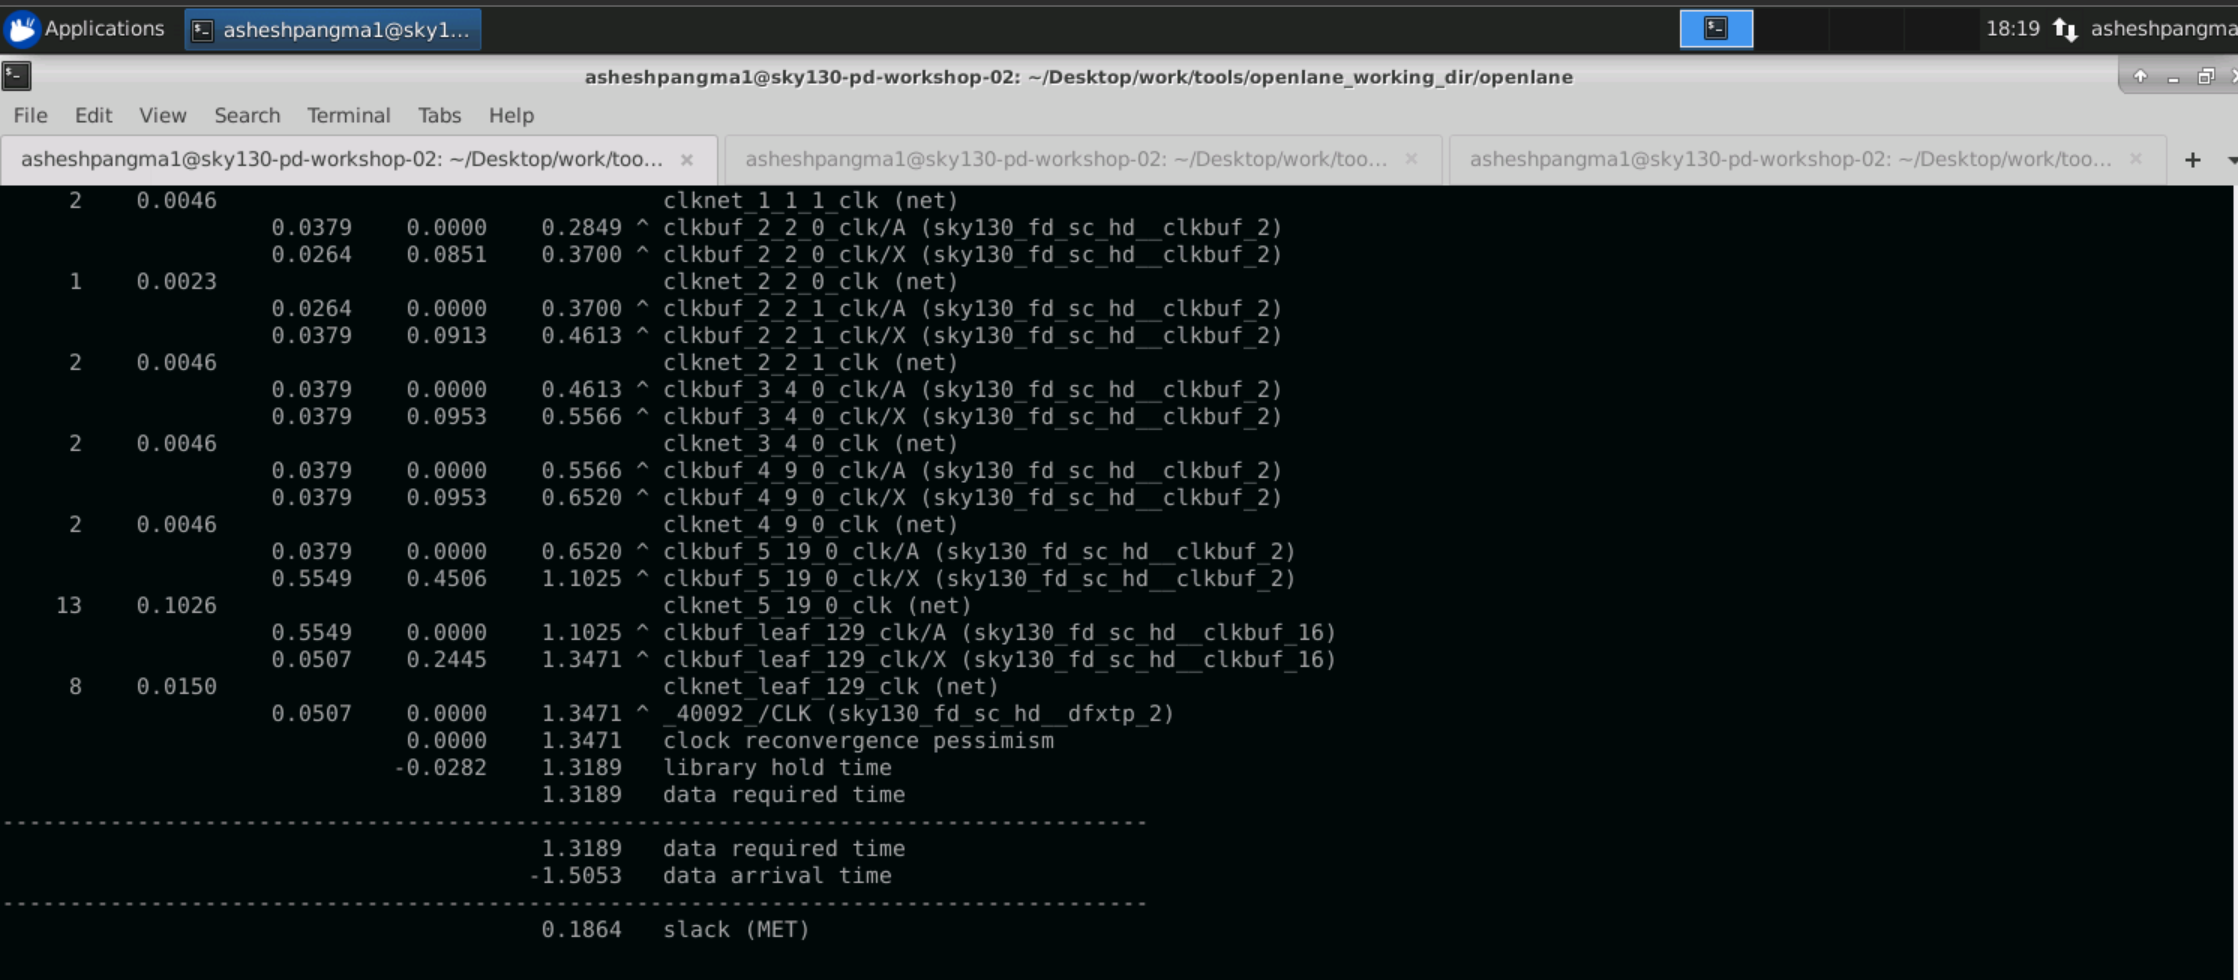 Applications asheshpangma1@sky1... 18:19 asheshpangma
asheshpangma1@sky130-pd-workshop-02: ~/Desktop/work/tools/openlane_working_dir/openlane
File Edit View Search Terminal Tabs Help
asheshpangma1@sky130-pd-workshop-02: ~/Desktop/work/too... × asheshpangma1@sky130-pd-workshop-02: ~/Desktop/work/too... × asheshpangma1@sky130-pd-workshop-02: ~/Desktop/work/too... × +
2 0.0046 clknet_1_1_1_clk (net)
0.0379 0.0000 0.2849 ^ clkbuf_2_2_0_clk/A (sky130_fd_sc_hd__clkbuf_2)
0.0264 0.0851 0.3700 ^ clkbuf_2_2_0_clk/X (sky130_fd_sc_hd__clkbuf_2)
1 0.0023 clknet_2_2_0_clk (net)
0.0264 0.0000 0.3700 ^ clkbuf_2_2_1_clk/A (sky130_fd_sc_hd__clkbuf_2)
0.0379 0.0913 0.4613 ^ clkbuf_2_2_1_clk/X (sky130_fd_sc_hd__clkbuf_2)
2 0.0046 clknet_2_2_1_clk (net)
0.0379 0.0000 0.4613 ^ clkbuf_3_4_0_clk/A (sky130_fd_sc_hd__clkbuf_2)
0.0379 0.0953 0.5566 ^ clkbuf_3_4_0_clk/X (sky130_fd_sc_hd__clkbuf_2)
2 0.0046 clknet_3_4_0_clk (net)
0.0379 0.0000 0.5566 ^ clkbuf_4_9_0_clk/A (sky130_fd_sc_hd__clkbuf_2)
0.0379 0.0953 0.6520 ^ clkbuf_4_9_0_clk/X (sky130_fd_sc_hd__clkbuf_2)
2 0.0046 clknet_4_9_0_clk (net)
0.0379 0.0000 0.6520 ^ clkbuf_5_19_0_clk/A (sky130_fd_sc_hd__clkbuf_2)
0.5549 0.4506 1.1025 ^ clkbuf_5_19_0_clk/X (sky130_fd_sc_hd__clkbuf_2)
13 0.1026 clknet_5_19_0_clk (net)
0.5549 0.0000 1.1025 ^ clkbuf_leaf_129_clk/A (sky130_fd_sc_hd__clkbuf_16)
0.0507 0.2445 1.3471 ^ clkbuf_leaf_129_clk/X (sky130_fd_sc_hd__clkbuf_16)
8 0.0150 clknet_leaf_129_clk (net)
0.0507 0.0000 1.3471 ^ _40092_/CLK (sky130_fd_sc_hd__dfxtp_2)
0.0000 1.3471 clock reconvergence pessimism
-0.0282 1.3189 library hold time
1.3189 data required time
-------------------------------------------------------------------------------------
1.3189 data required time
-1.5053 data arrival time
-------------------------------------------------------------------------------------
0.1864 slack (MET)